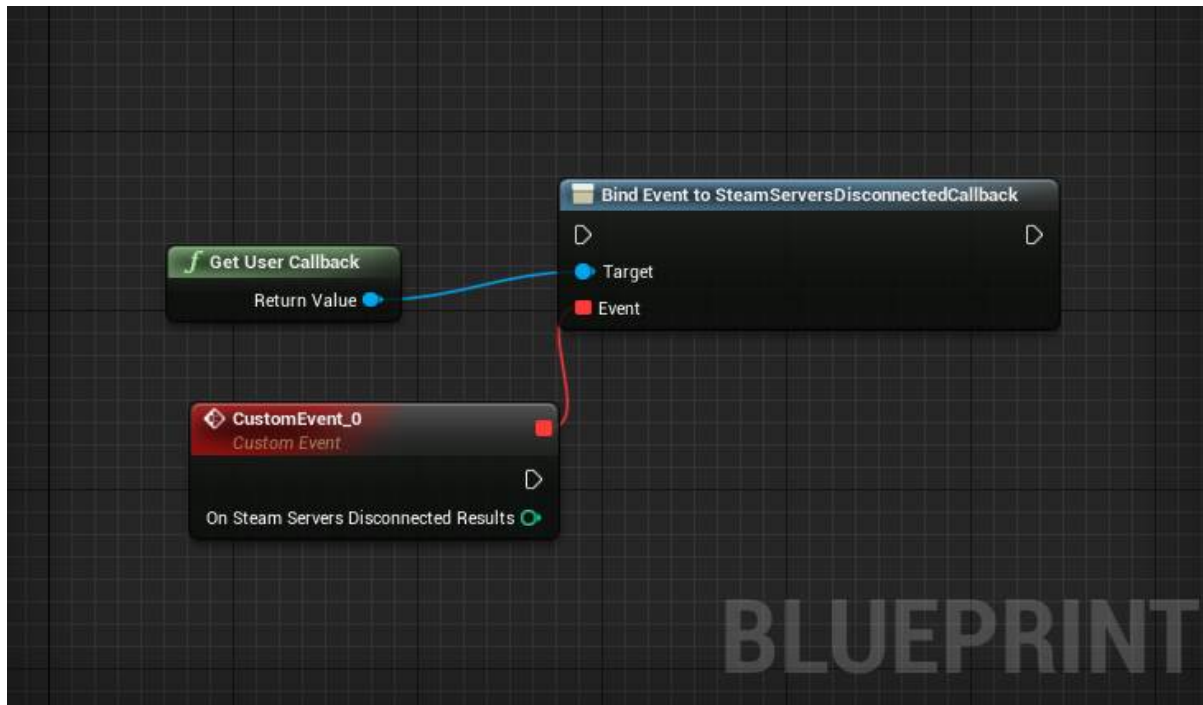 Bind Event to SteamServersDisconnectedCallback
Get User Callback
Target
Return Value
Event
CustomEvent_0
Custom Event
On Steam Servers Disconnected Results
BLUEPRINT